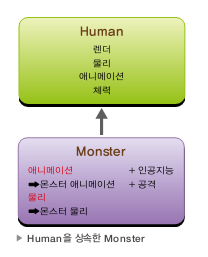 Human
렌더
물리
애니메이션
체력
Monster
애니메이션 + 인공지능
➡몬스터 애니메이션 + 공격
물리
➡몬스터 물리
▶ Human을 상속한 Monster